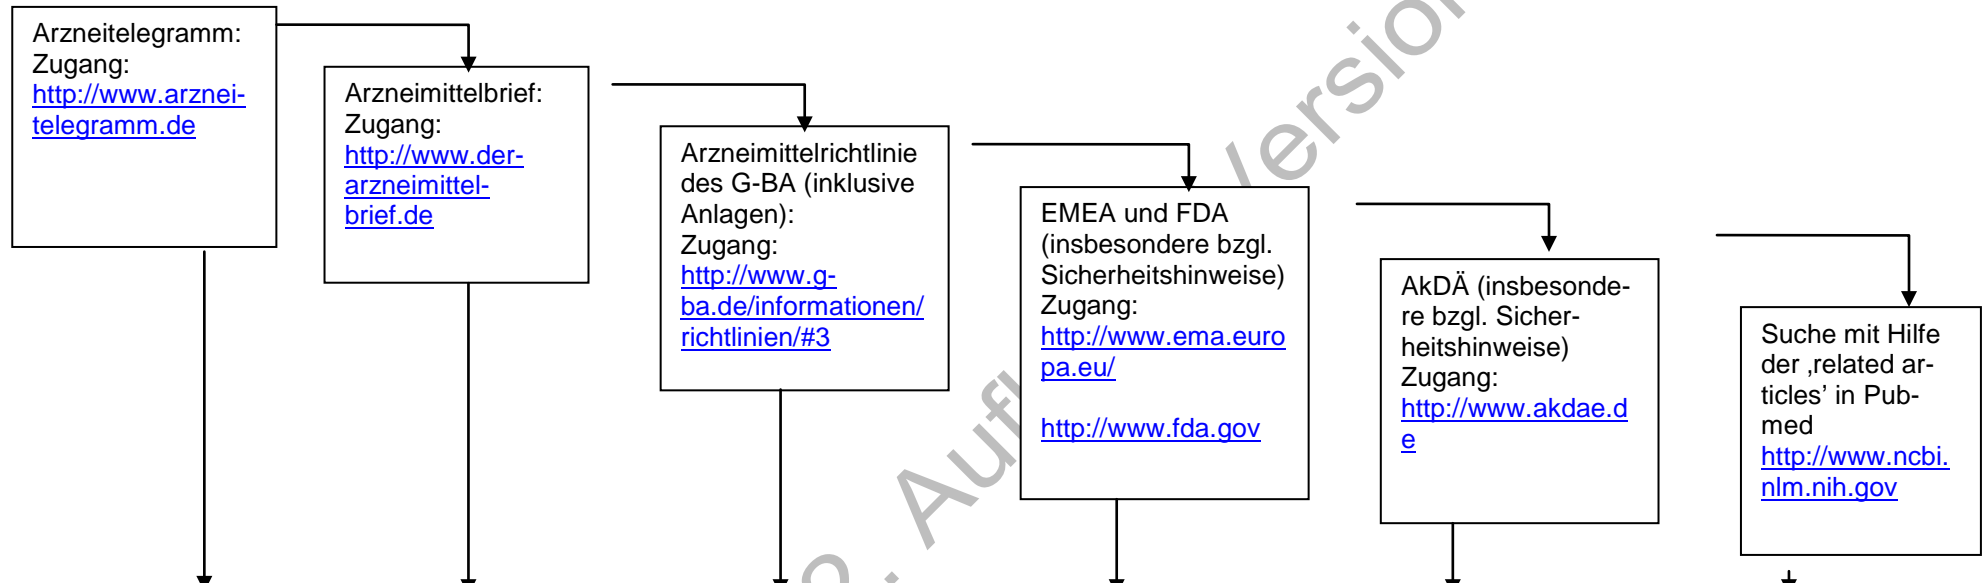 Arzneitelegramm:
Zugang:
http://www.arznei-
telegramm.de
Arzneimittelbrief:
Zugang:
http://www.der-
arzneimittel-
brief.de
Arzneimittelrichtlinie
des G-BA (inklusive
Anlagen):
Zugang:
http://www.g-
ba.de/informationen/
richtlinien/#3
EMEA und FDA
(insbesondere bzgl.
Sicherheitshinweise)
Zugang:
http://www.ema.euro
pa.eu/
http://www.fda.gov
AkDÄ (insbesonde-
re bzgl. Sicher-
heitshinweise)
Zugang:
http://www.akdae.d
e
Suche mit Hilfe
der ‚related ar-
ticles’ in Pub-
med
http://www.ncbi.
nlm.nih.gov